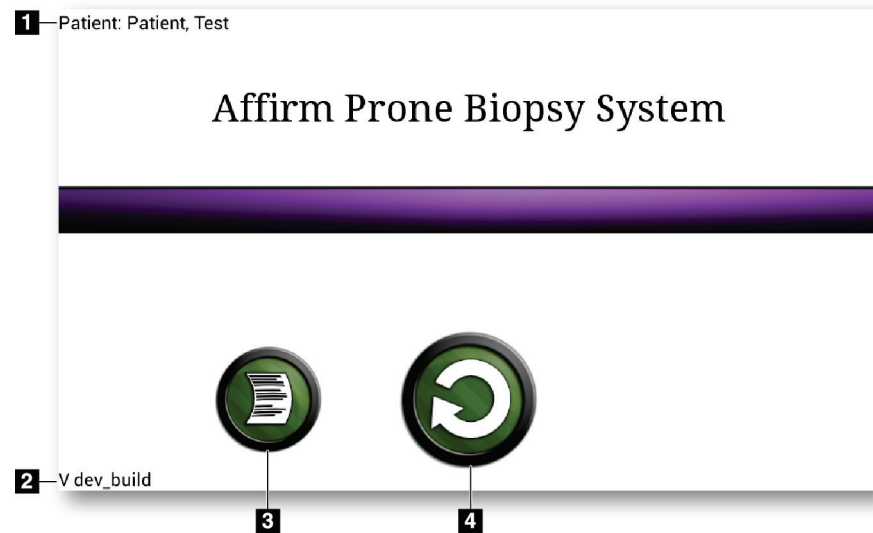 1 Patient: Patient, Test
Affirm Prone Biopsy System
2 V dev_build
3 4